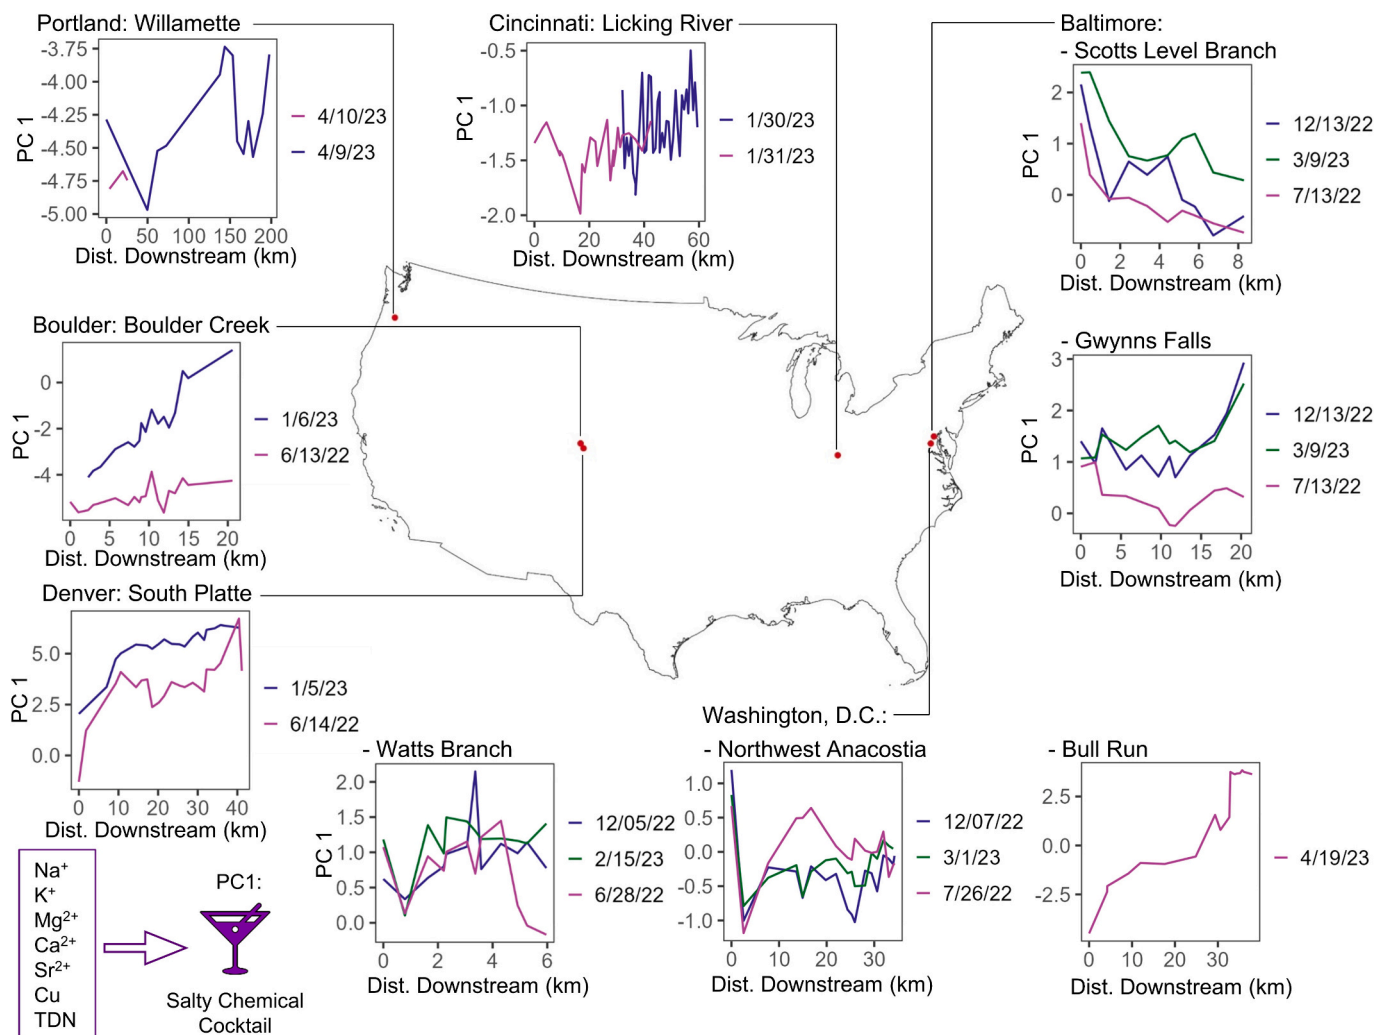 Portland: Willamette
PC 1
-3.75
-4.00
-4.25
-4.50
-4.75
-5.00
0 50 100 150 200
Dist. Downstream (km)
4/10/23
4/9/23
Cincinnati: Licking River
PC 1
-0.5
-1.0
-1.5
-2.0
0 20 40 60
Dist. Downstream (km)
1/30/23
1/31/23
Baltimore:
- Scotts Level Branch
PC 1
2
1
0
0 2 4 6 8
Dist. Downstream (km)
12/13/22
3/9/23
7/13/22
- Gwynns Falls
PC 1
3
2
1
0
0 5 10 15 20
Dist. Downstream (km)
12/13/22
3/9/23
7/13/22
Boulder: Boulder Creek
PC 1
0
-2
-4
0 5 10 15 20
Dist. Downstream (km)
1/6/23
6/13/22
Denver: South Platte
PC 1
5.0
2.5
0.0
0 10 20 30 40
Dist. Downstream (km)
1/5/23
6/14/22
Washington, D.C.:
- Watts Branch
PC 1
2.0
1.5
1.0
0.5
0.0
0 2 4 6
Dist. Downstream (km)
12/05/22
2/15/23
6/28/22
- Northwest Anacostia
1.0
0.5
0.0
-0.5
-1.0
0 10 20 30
Dist. Downstream (km)
12/07/22
3/1/23
7/26/22
- Bull Run
2.5
0.0
-2.5
0 10 20 30
Dist. Downstream (km)
4/19/23
Na⁺
K⁺
Mg²⁺
Ca²⁺
Sr²⁺
Cu
TDN
PC1:
Salty Chemical
Cocktail